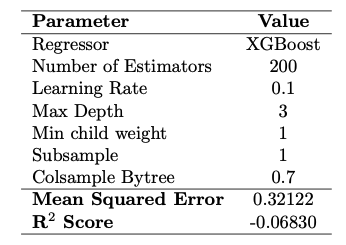 Parameter Value
Regressor XGBoost
Number of Estimators 200
Learning Rate 0.1
Max Depth 3
Min child weight 1
Subsample 1
Colsample Bytree 0.7
Mean Squared Error 0.32122
R² Score -0.06830